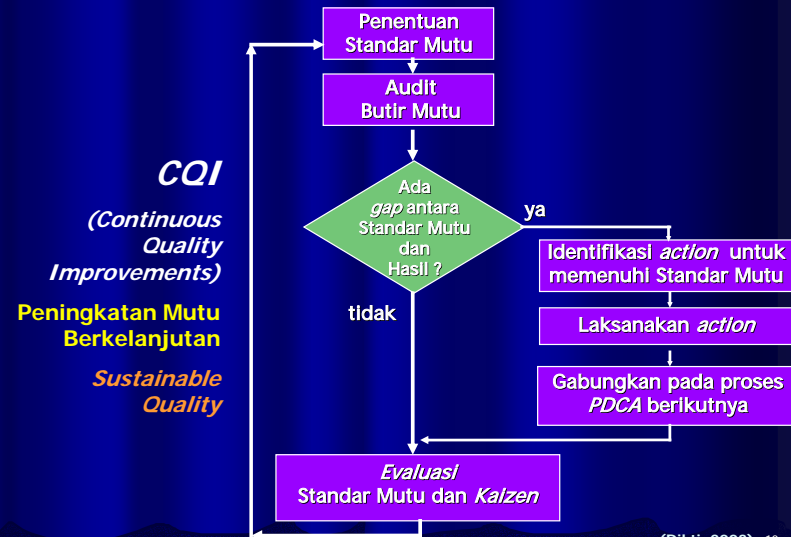 Penentuan
Standar Mutu
Audit
Butir Mutu
CQI
(Continuous
Quality
Improvements)
Peningkatan Mutu
Berkelanjutan
Sustainable
Quality
Ada
gap antara
Standar Mutu
dan
Hasil ?
ya
tidak
Identifikasi action untuk
memenuhi Standar Mutu
Laksanakan action
Gabungkan pada proses
PDCA berikutnya
Evaluasi
Standar Mutu dan Kaizen